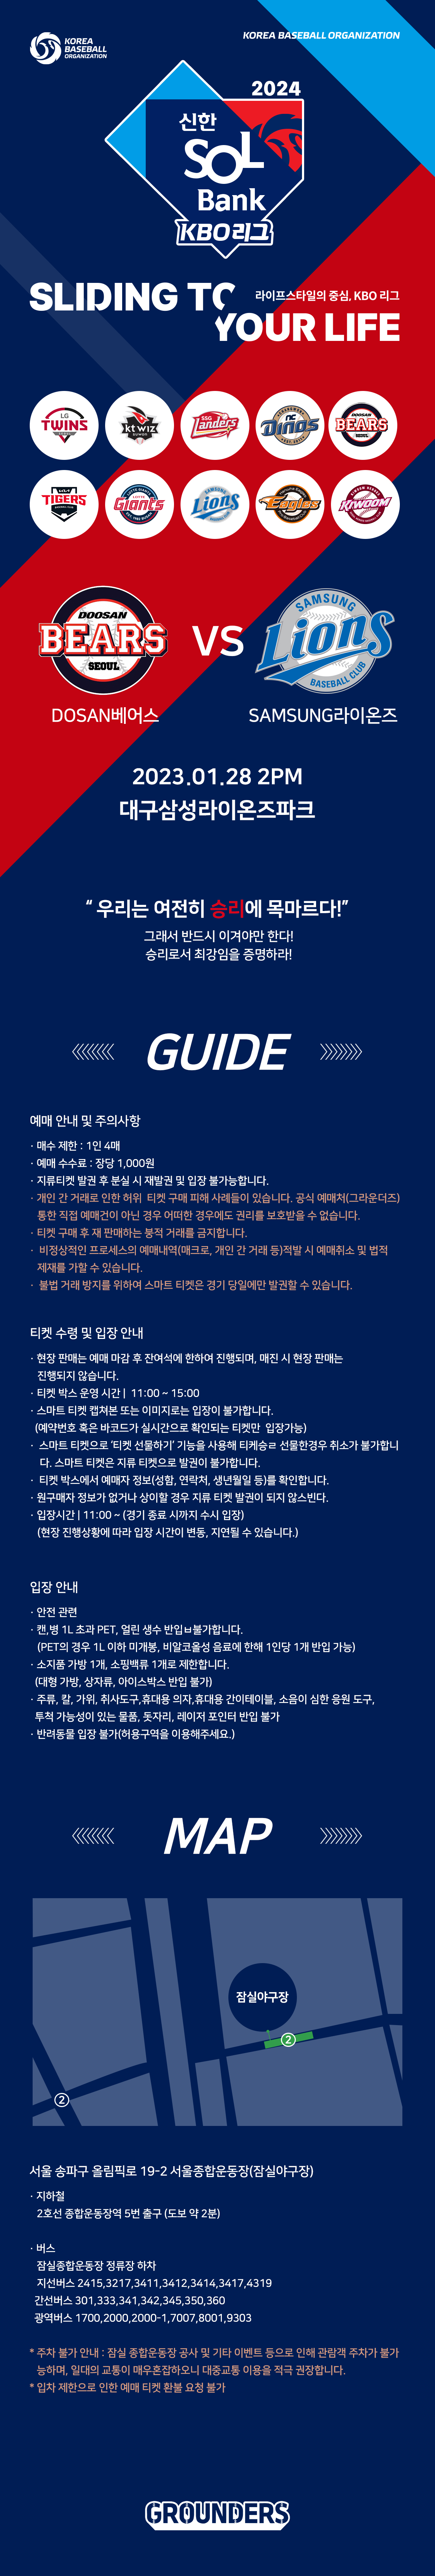 KOREA
BASEBALL
ORGANIZATION
KOREA BASEBALL ORGANIZATION
2024
신한
SOL
Bank
KBO 리그
SLIDING TO
라이프스타일의 중심, KBO 리그
YOUR LIFE
LG
TWINS
kt wiz
SUWON
SSG
Landers
NC
Dinos
BEARS
SEOUL
KIA
TIGERS
LOTTE
Giants
SAMSUNG
Lions
Eagles
KIWOOM
DOOSAN
BEARS
SEOUL
VS
SAMSUNG
Lions
BASEBALL CLUB
DOSAN베어스
SAMSUNG라이온즈
2023.01.28 2PM
대구삼성라이온즈파크
“ 우리는 여전히 승리에 목마르다!”
그래서 반드시 이겨야만 한다!
승리로서 최강임을 증명하라!
GUIDE
예매 안내 및 주의사항
· 매수 제한 : 1인 4매
· 예매 수수료 : 장당 1,000원
· 지류티켓 발권 후 분실 시 재발권 및 입장 불가능합니다.
· 개인 간 거래로 인한 허위 티켓 구매 피해 사례들이 있습니다. 공식 예매처(그라운더즈)
통한 직접 예매건이 아닌 경우 어떠한 경우에도 권리를 보호받을 수 없습니다.
· 티켓 구매 후 재 판매하는 붕적 거래를 금지합니다.
· 비정상적인 프로세스의 예매내역(매크로, 개인 간 거래 등)적발 시 예매취소 및 법적
제재를 가할 수 있습니다.
· 불법 거래 방지를 위하여 스마트 티켓은 경기 당일에만 발권할 수 있습니다.
티켓 수령 및 입장 안내
· 현장 판매는 예매 마감 후 잔여석에 한하여 진행되며, 매진 시 현장 판매는
진행되지 않습니다.
· 티켓 박스 운영 시간 | 11:00 ~ 15:00
· 스마트 티켓 캡쳐본 또는 이미지로는 입장이 불가합니다.
(예약번호 혹은 바코드가 실시간으로 확인되는 티켓만 입장가능)
· 스마트 티켓으로 ‘티켓 선물하기’ 기능을 사용해 티케승ㄹ 선물한경우 취소가 불가합니
다. 스마트 티켓은 지류 티켓으로 발권이 불가합니다.
· 티켓 박스에서 예매자 정보(성함, 연락처, 생년월일 등)를 확인합니다.
· 원구매자 정보가 없거나 상이할 경우 지류 티켓 발권이 되지 않스빈다.
· 입장시간 | 11:00 ~ (경기 종료 시까지 수시 입장)
(현장 진행상황에 따라 입장 시간이 변동, 지연될 수 있습니다.)
입장 안내
· 안전 관련
· 캔,병 1L 초과 PET, 얼린 생수 반입ㅂ불가합니다.
(PET의 경우 1L 이하 미개봉, 비알코올성 음료에 한해 1인당 1개 반입 가능)
· 소지품 가방 1개, 쇼핑백류 1개로 제한합니다.
(대형 가방, 상자류, 아이스박스 반입 불가)
· 주류, 칼, 가위, 취사도구,휴대용 의자,휴대용 간이테이블, 소음이 심한 응원 도구,
투척 가능성이 있는 물품, 돗자리, 레이저 포인터 반입 불가
· 반려동물 입장 불가(허용구역을 이용해주세요.)
MAP
잠실야구장
2
2
서울 송파구 올림픽로 19-2 서울종합운동장(잠실야구장)
· 지하철
2호선 종합운동장역 5번 출구 (도보 약 2분)
· 버스
잠실종합운동장 정류장 하차
지선버스 2415,3217,3411,3412,3414,3417,4319
간선버스 301,333,341,342,345,350,360
광역버스 1700,2000,2000-1,7007,8001,9303
* 주차 불가 안내 : 잠실 종합운동장 공사 및 기타 이벤트 등으로 인해 관람객 주차가 불가
능하며, 일대의 교통이 매우혼잡하오니 대중교통 이용을 적극 권장합니다.
* 입차 제한으로 인한 예매 티켓 환불 요청 불가
GROUNDERS